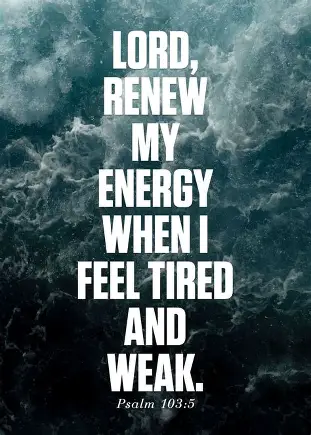 LORD,
RENEW
MY
ENERGY
WHEN I
FEEL TIRED
AND
WEAK.
Psalm 103:5